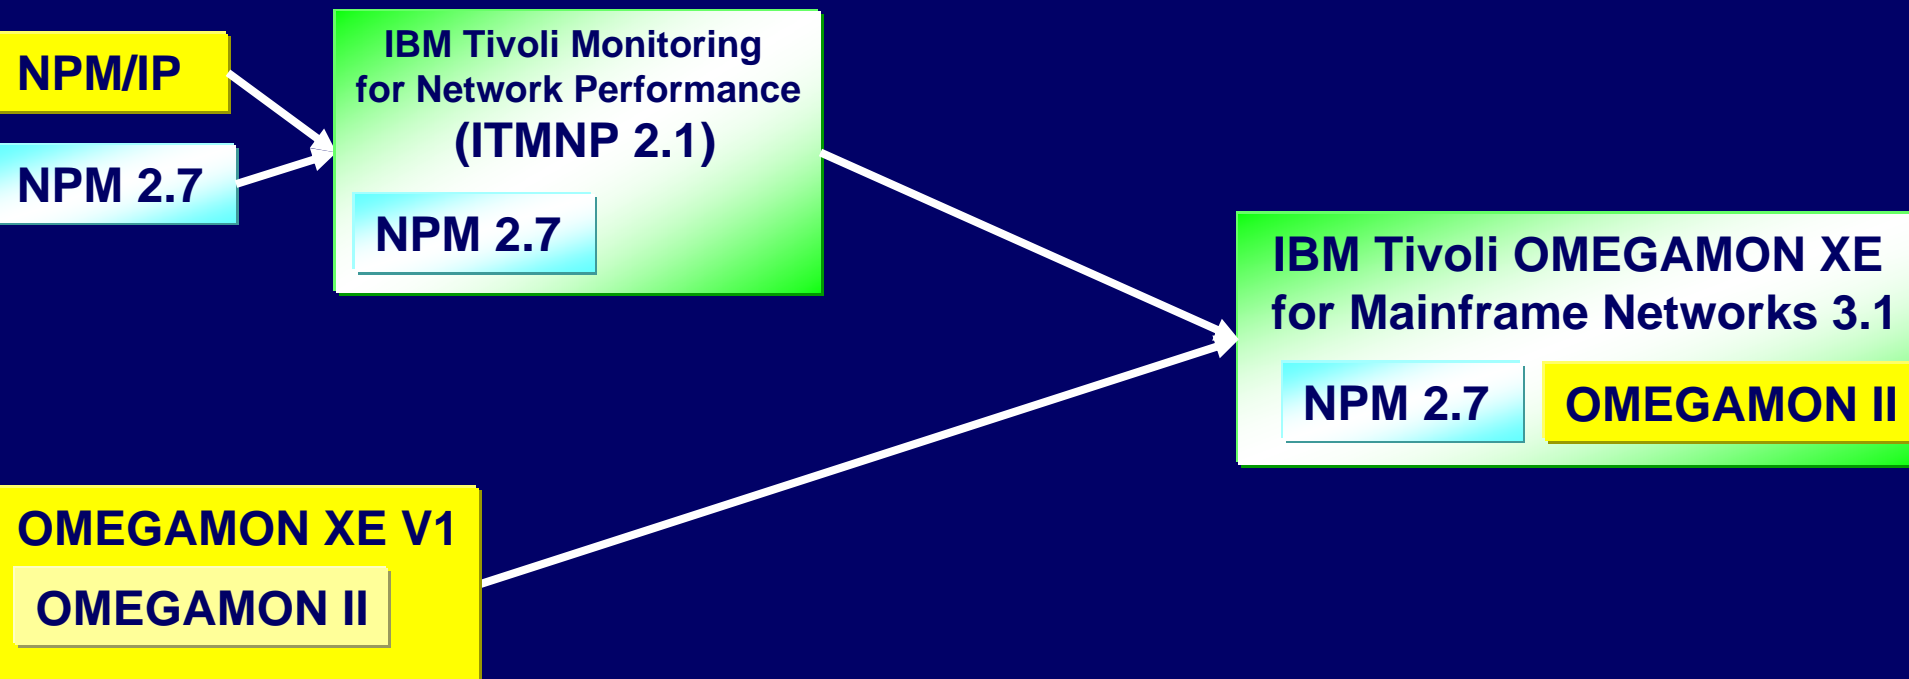 NPM/IP
NPM 2.7
IBM Tivoli Monitoring
for Network Performance
(ITMNP 2.1)
NPM 2.7
IBM Tivoli OMEGAMON XE
for Mainframe Networks 3.1
NPM 2.7
OMEGAMON II
OMEGAMON XE V1
OMEGAMON II